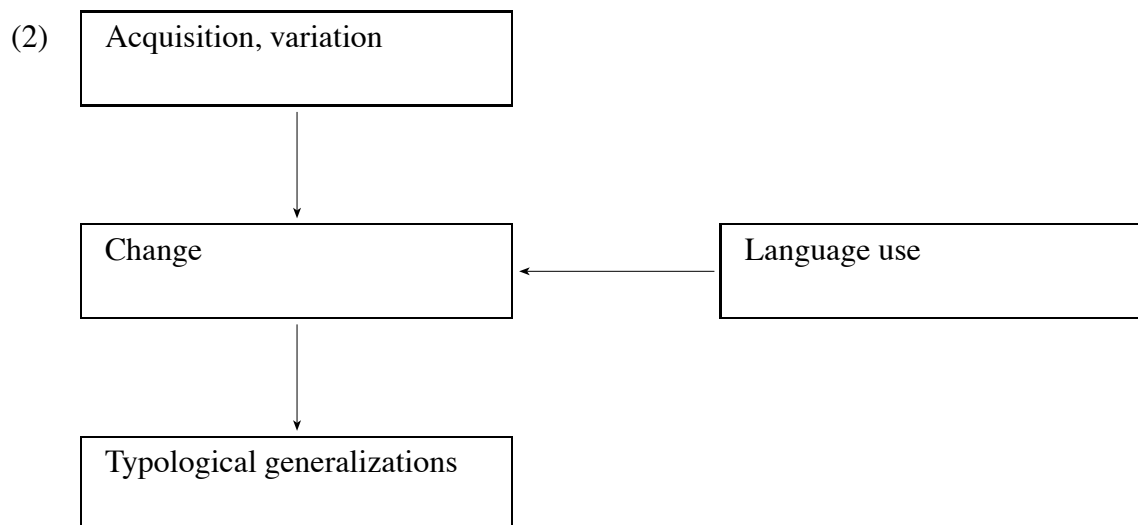 (2)
Acquisition, variation
Change
Language use
Typological generalizations